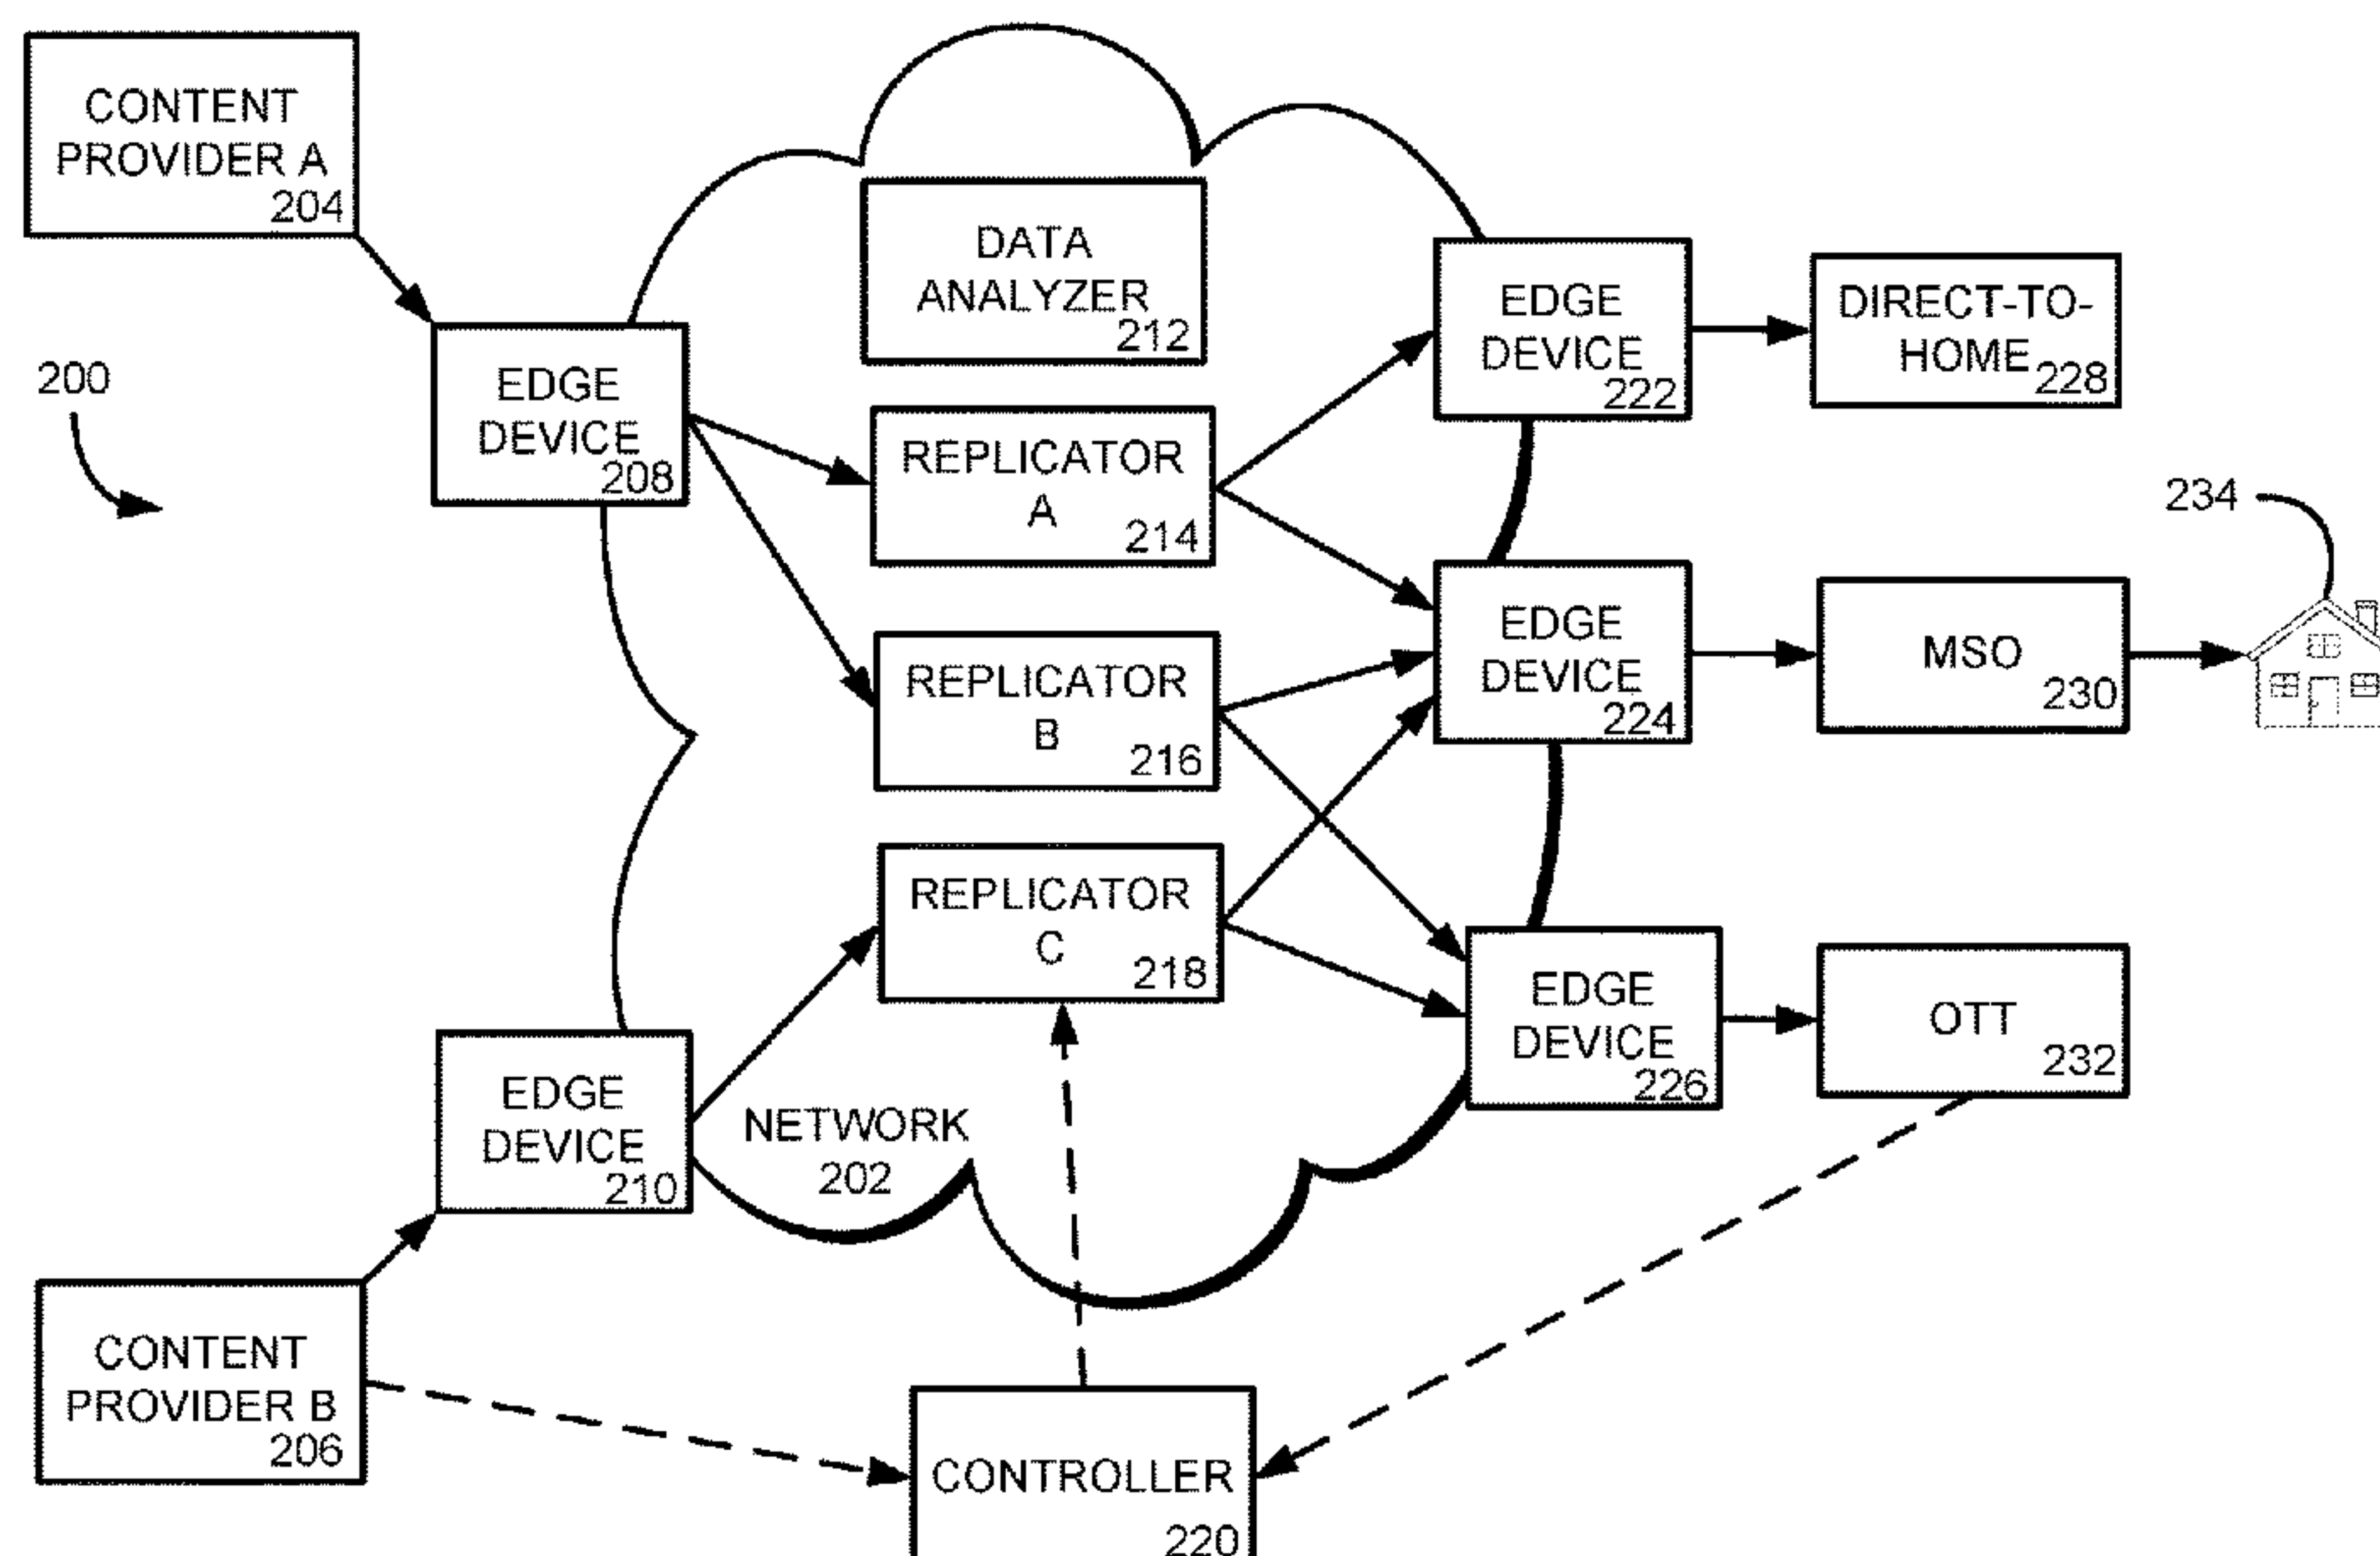 CONTENT
PROVIDER A
204
200
EDGE
DEVICE
208
DATA
ANALYZER
212
REPLICATOR
A
214
REPLICATOR
B
216
REPLICATOR
C
218
EDGE
DEVICE
222
DIRECT-TO-
HOME
228
EDGE
DEVICE
224
MSO
230
234
EDGE
DEVICE
226
OTT
232
EDGE
DEVICE
210
NETWORK
202
CONTENT
PROVIDER B
206
CONTROLLER
220